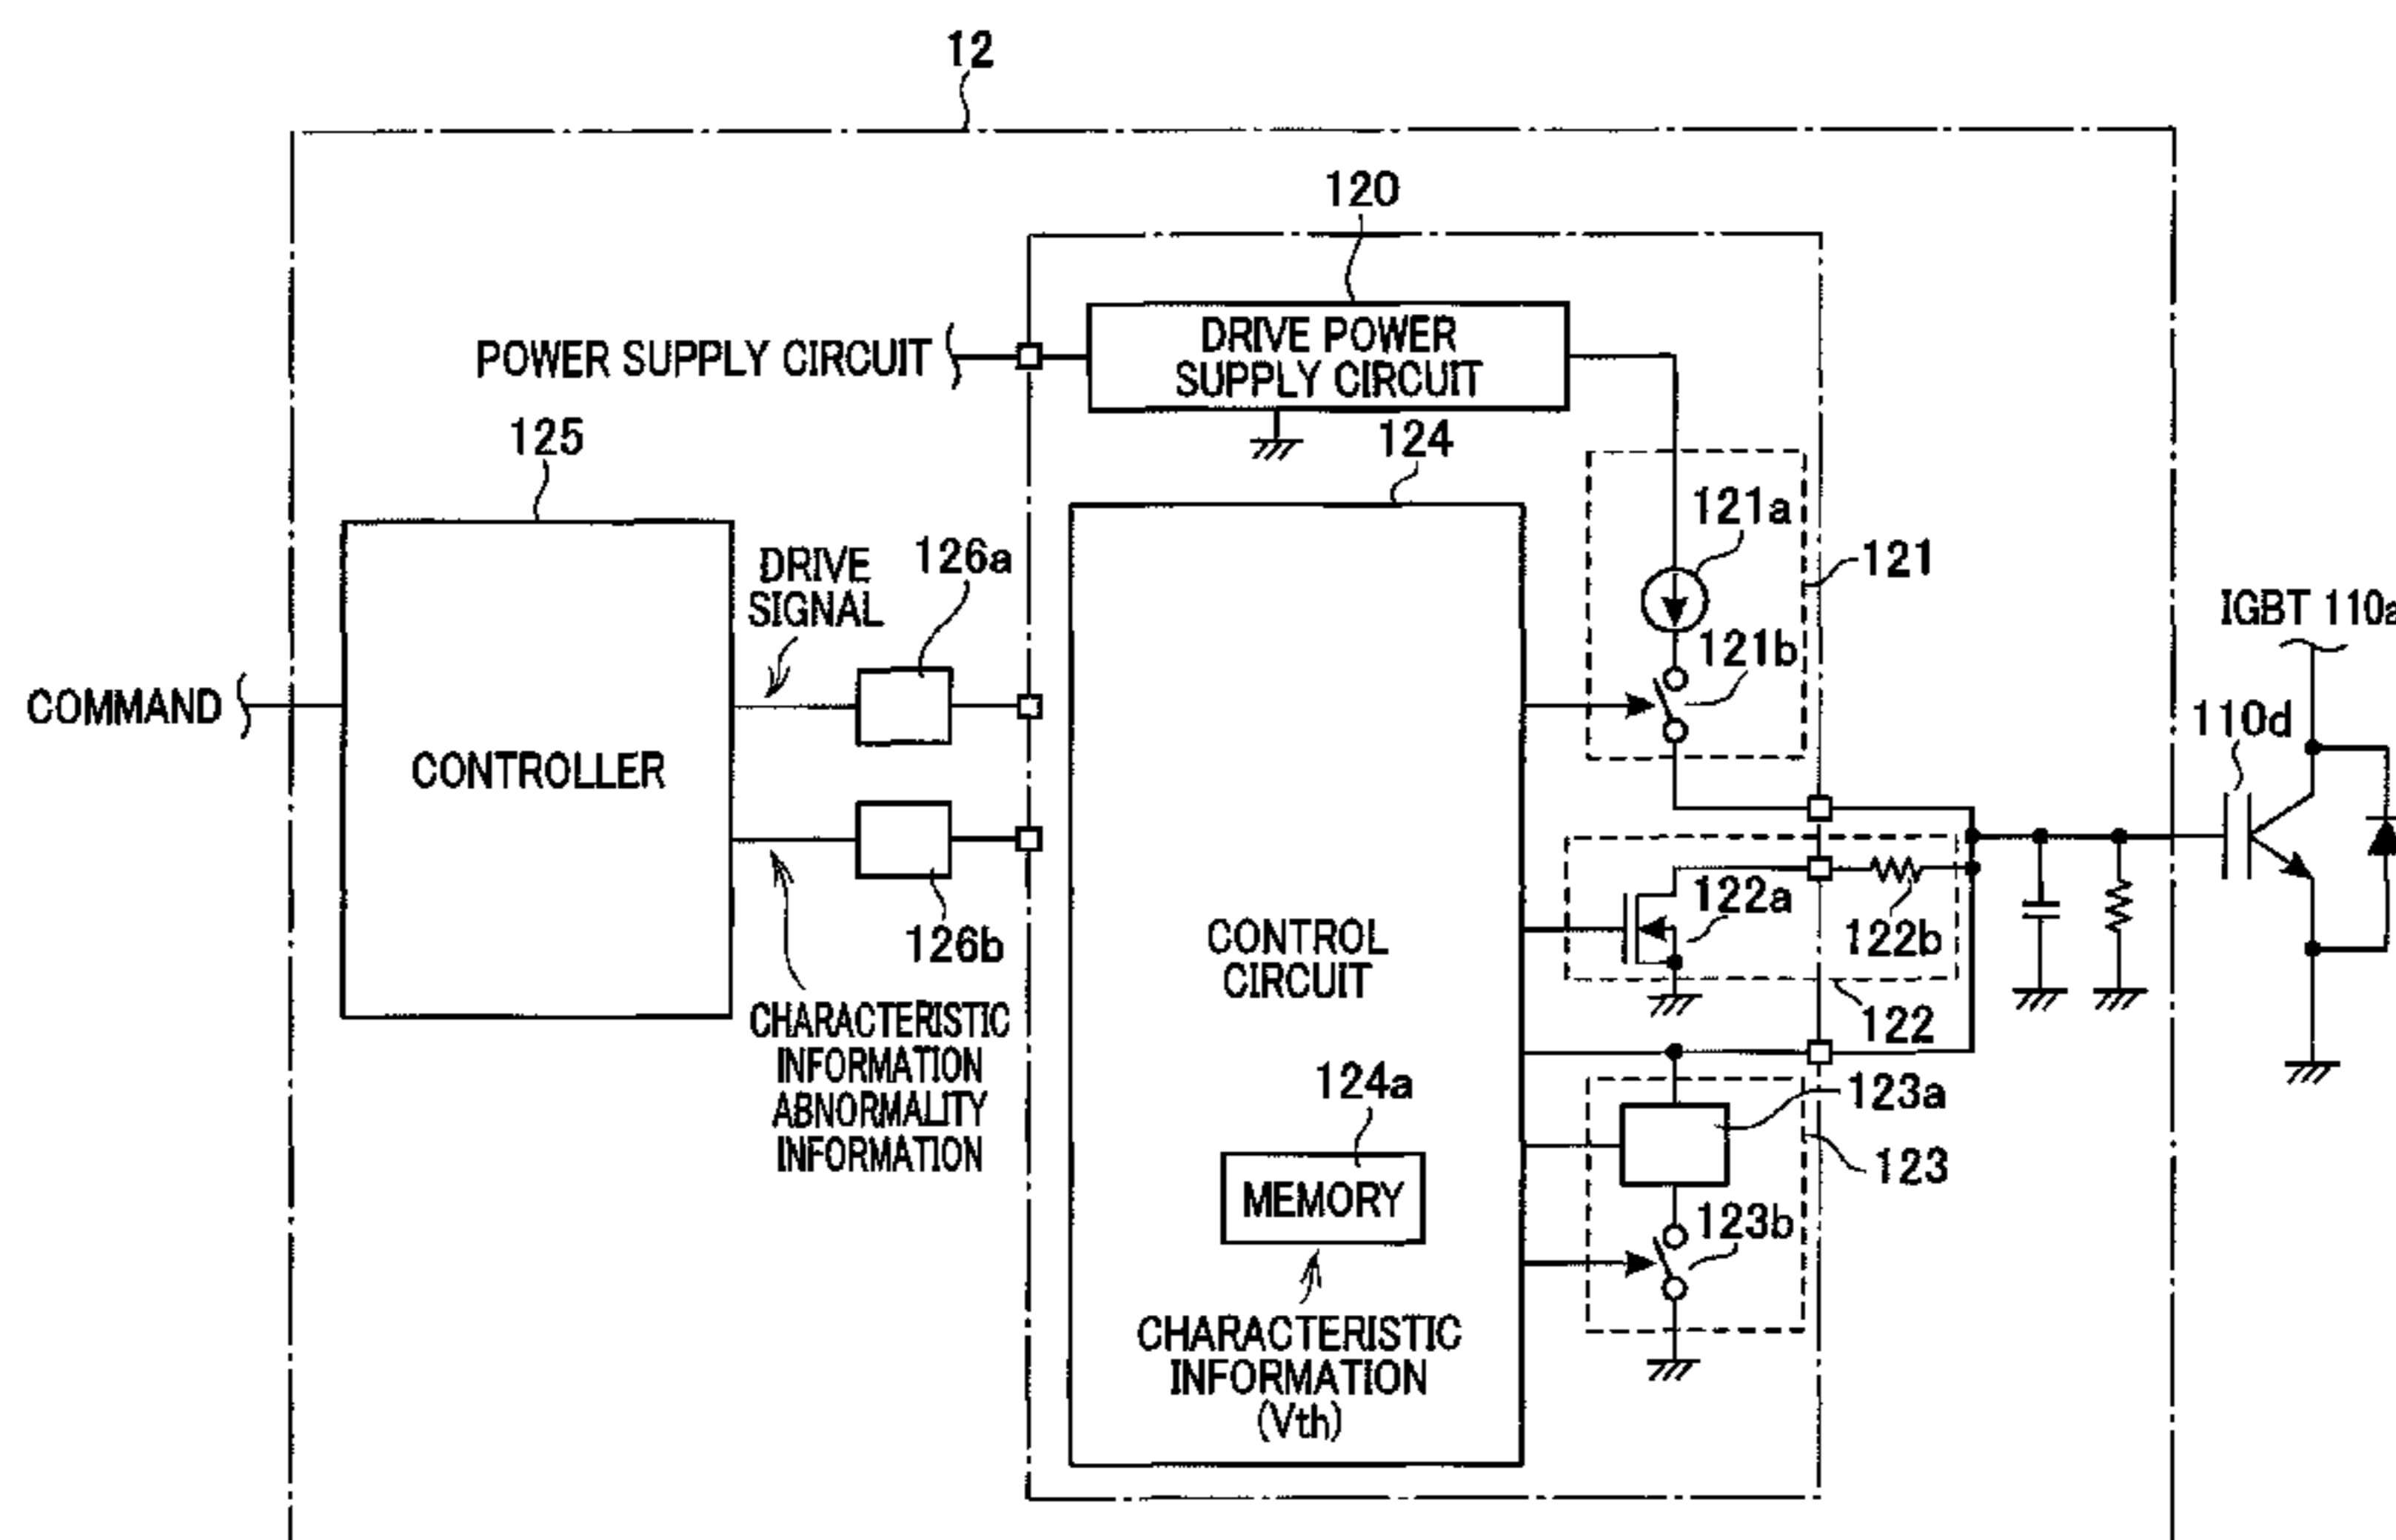 12
120
POWER SUPPLY CIRCUIT
DRIVE POWER
SUPPLY CIRCUIT
125
124
121a
121
DRIVE
SIGNAL
126a
IGBT 110a
121b
110d
COMMAND
CONTROLLER
122a
122b
126b
CONTROL
CIRCUIT
CHARACTERISTIC
INFORMATION
ABNORMALITY
INFORMATION
122
124a
123a
MEMORY
123
123b
CHARACTERISTIC
INFORMATION
(Vth)